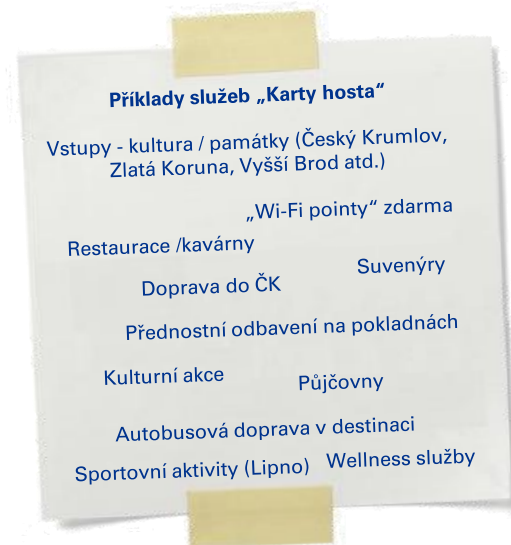 Příklady služeb „Karty hosta“
Vstupy - kultura / památky (Český Krumlov,
Zlatá Koruna, Vyšší Brod atd.)
„Wi-Fi pointy“ zdarma
Restaurace /kavárny
Suvenýry
Doprava do ČK
Přednostní odbavení na pokladnách
Kulturní akce
Půjčovny
Autobusová doprava v destinaci
Sportovní aktivity (Lipno)
Wellness služby